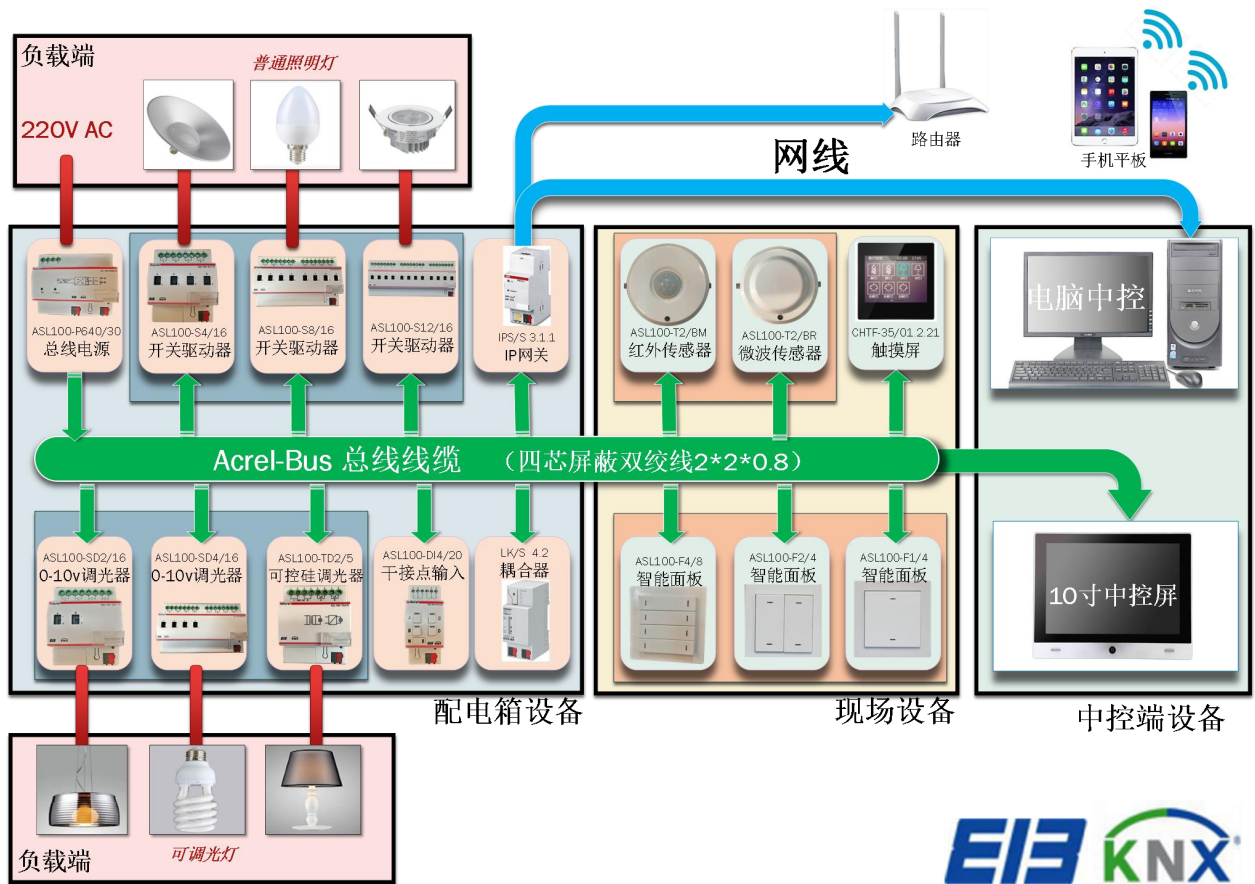 负载端
普通照明灯
220V AC
路由器
手机平板
网线
ASL100-P640/30
总线电源
ASL100-S4/16
开关驱动器
ASL100-S8/16
开关驱动器
ASL100-S12/16
开关驱动器
IPS/S 3.1.1
IP网关
ASL100-T2/BM
红外传感器
ASL100-T2/BR
微波传感器
CHTF-35/01.2.21
触摸屏
电脑中控
Acrel-Bus 总线线缆 （四芯屏蔽双绞线2*2*0.8）
ASL100-SD2/16
0-10v调光器
ASL100-SD4/16
0-10v调光器
ASL100-TD2/5
可控硅调光器
ASL100-DI4/20
干接点输入
LK/S 4.2
耦合器
ASL100-F4/8
智能面板
ASL100-F2/4
智能面板
ASL100-F1/4
智能面板
10寸中控屏
配电箱设备
现场设备
中控端设备
负载端
可调光灯
EIB KNX